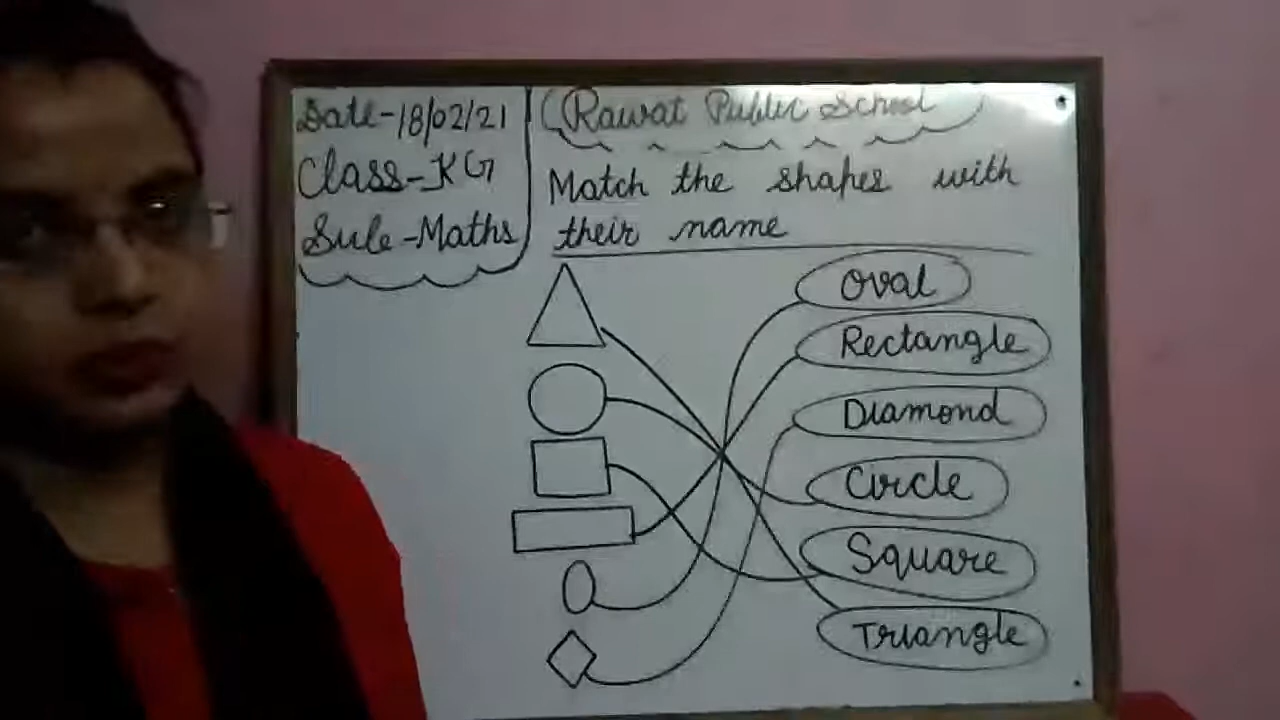 Date-18/02/21
Class-KG
Sule-Maths
Rawat Public School
Match the shapes with
their name
Oval
Rectangle
Diamond
Circle
Square
Triangle